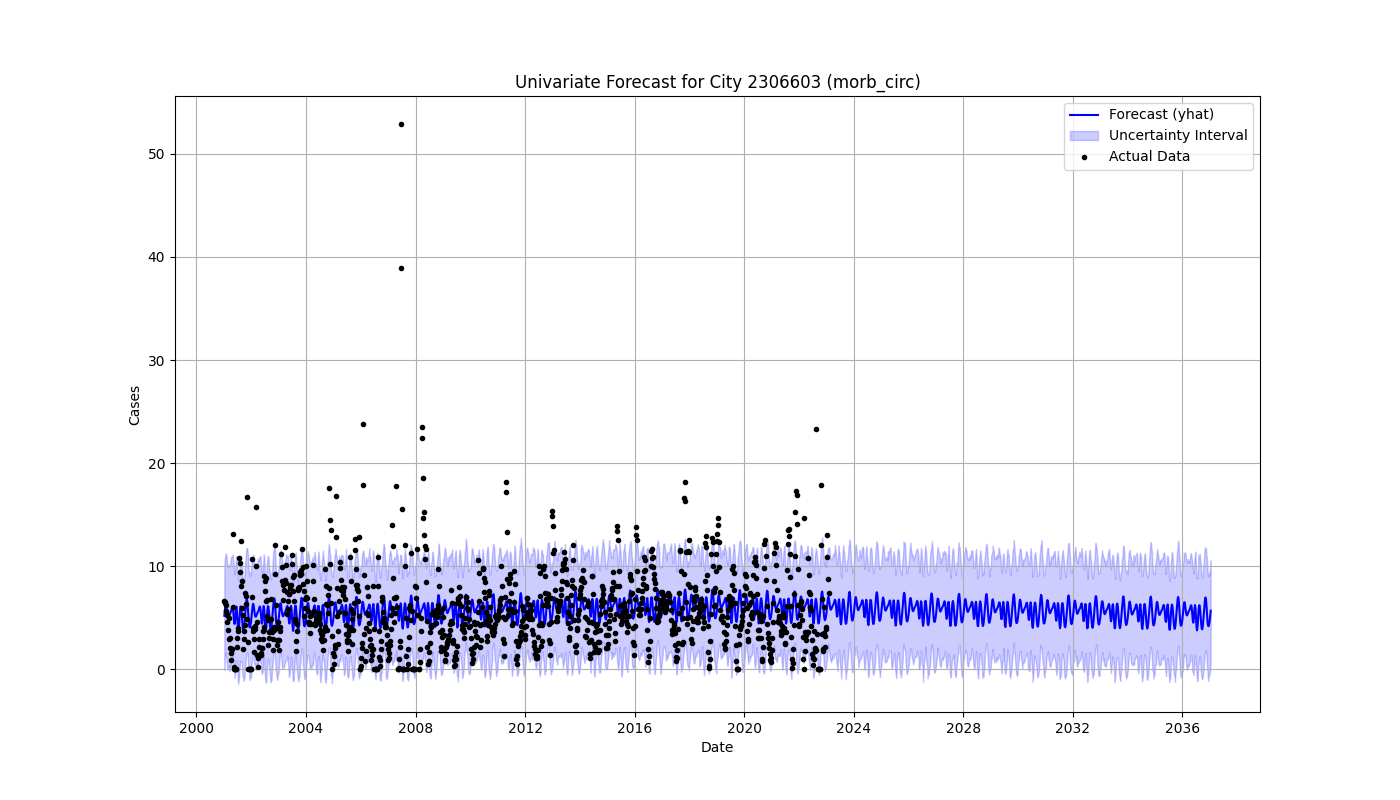 Univariate Forecast for City 2306603 (morb_circ)
Forecast (yhat)
Uncertainty Interval
Actual Data
50
40
30
20
10
0
Cases
2000 2004 2008 2012 2016 2020 2024 2028 2032 2036
Date